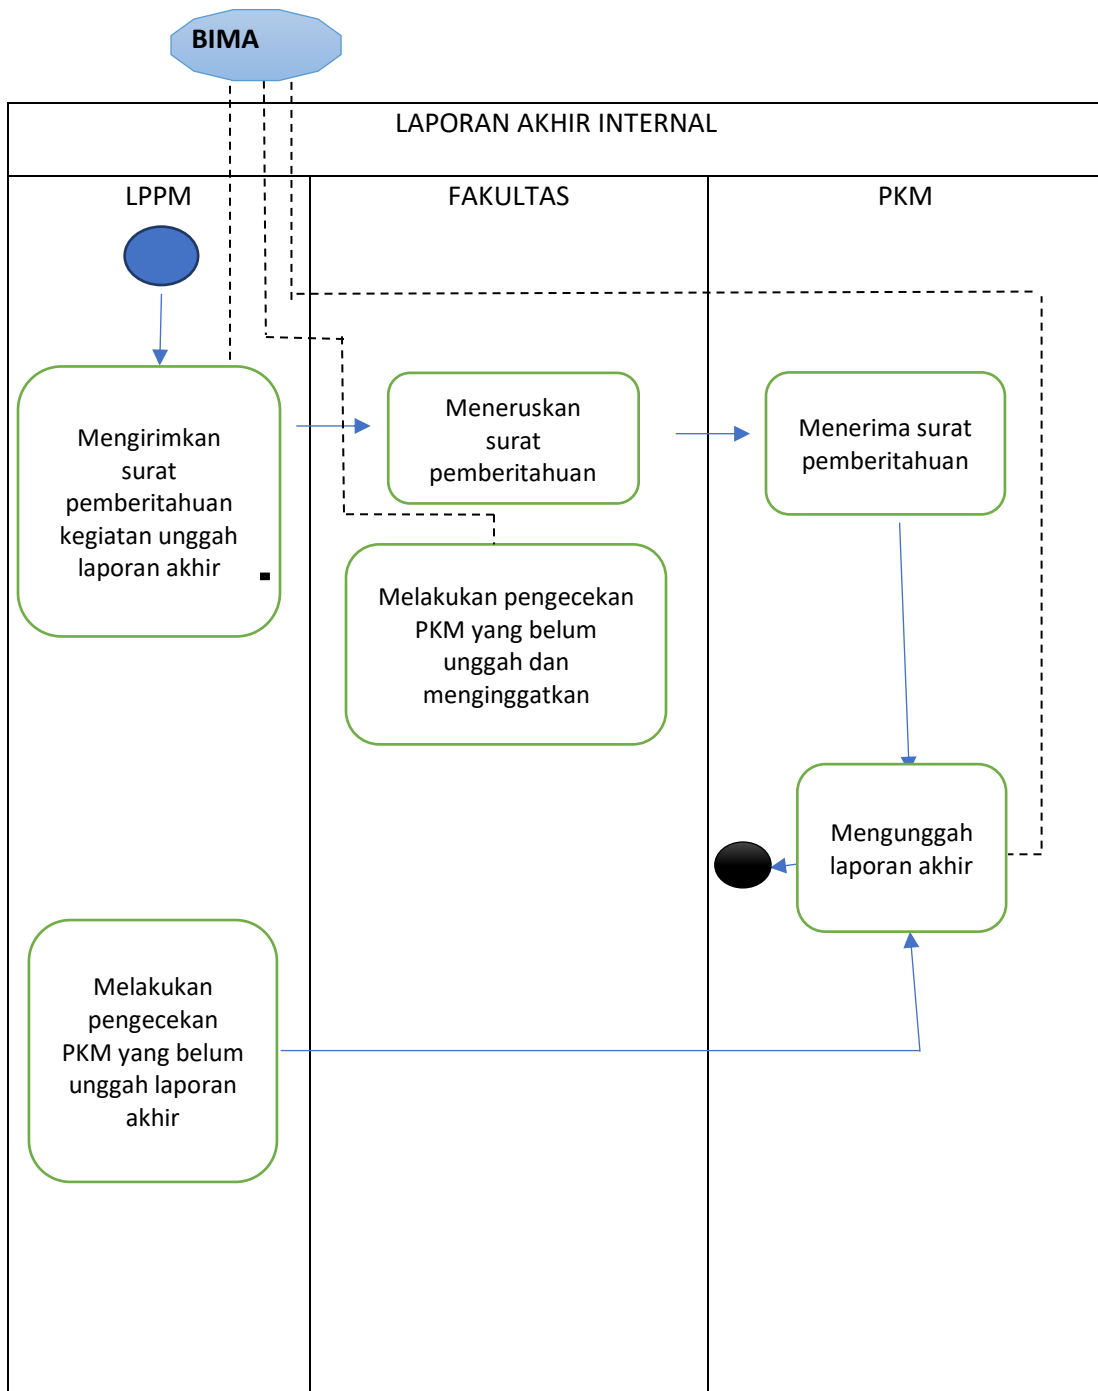 BIMA
LAPORAN AKHIR INTERNAL
LPPM
FAKULTAS
PKM
Mengirimkan
surat
pemberitahuan
kegiatan unggah
laporan akhir
Meneruskan
surat
pemberitahuan
Menerima surat
pemberitahuan
Melakukan pengecekan
PKM yang belum
unggah dan
menginggatkan
Mengunggah
laporan akhir
Melakukan
pengecekan
PKM yang belum
unggah laporan
akhir